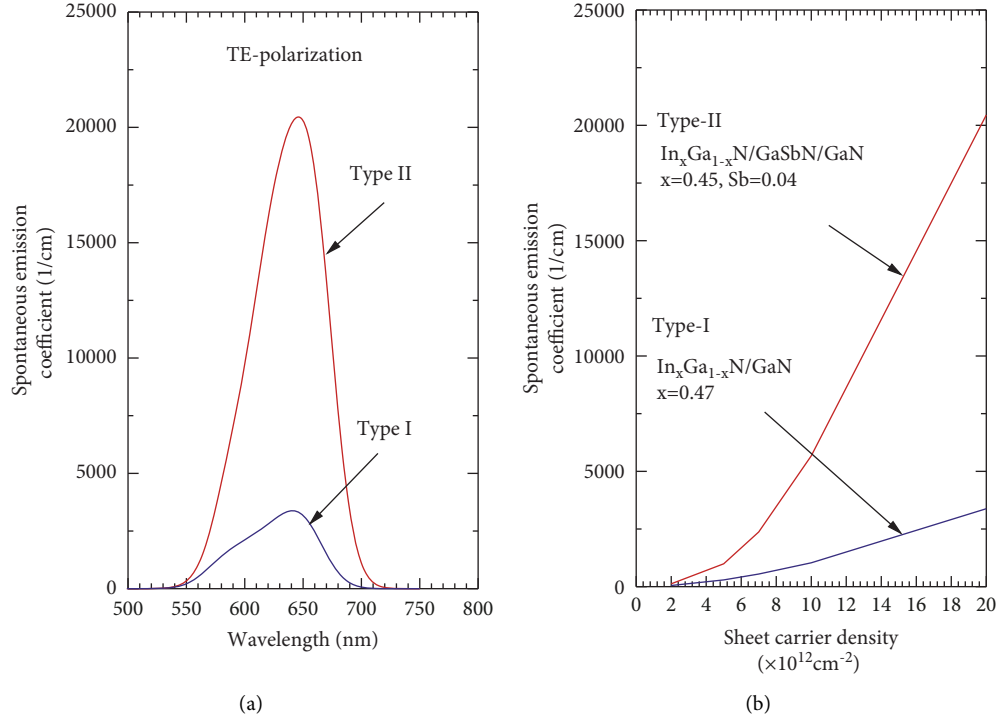 25000
20000
15000
10000
5000
0
Spontaneous emission
coefficient (1/cm)
TE-polarization
Type II
Type I
500 550 600 650 700 750 800
Wavelength (nm)
(a)
25000
20000
15000
10000
5000
0
Spontaneous emission
coefficient (1/cm)
Type-II
InₓGa₁₋ₓN/GaSbN/GaN
x=0.45, Sb=0.04
Type-I
InₓGa₁₋ₓN/GaN
x=0.47
0 2 4 6 8 10 12 14 16 18 20
Sheet carrier density
(×10¹²cm-2)
(b)